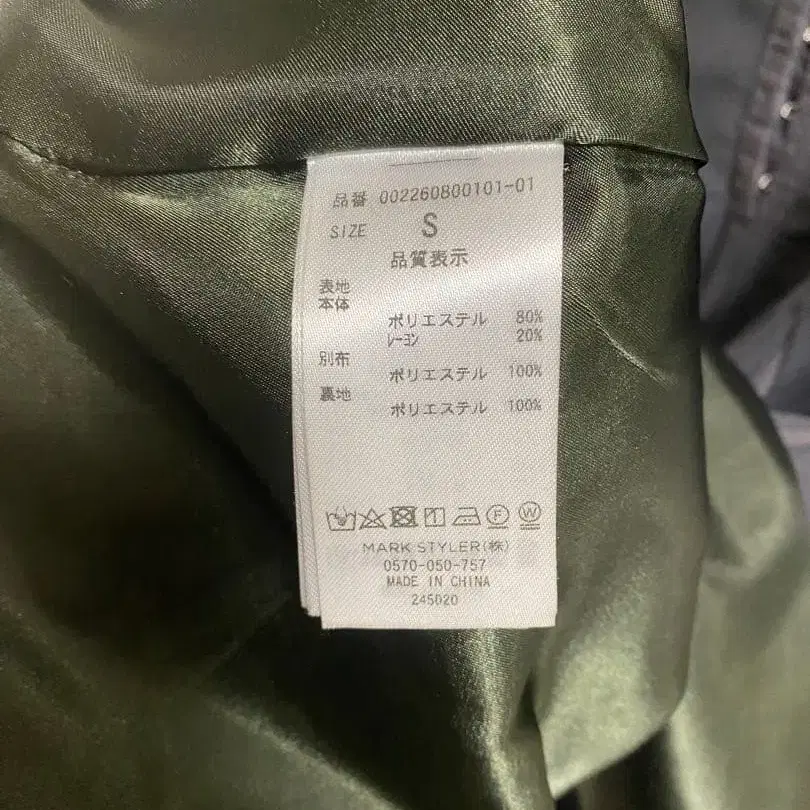 品番 002260800101-01
SIZE S
品質表示
表地
本体
ポリエステル 80%
レーヨン 20%
別布
ポリエステル 100%
裏地
ポリエステル 100%
F W
MARK STYLER(株)
0570-050-757
MADE IN CHINA
245020